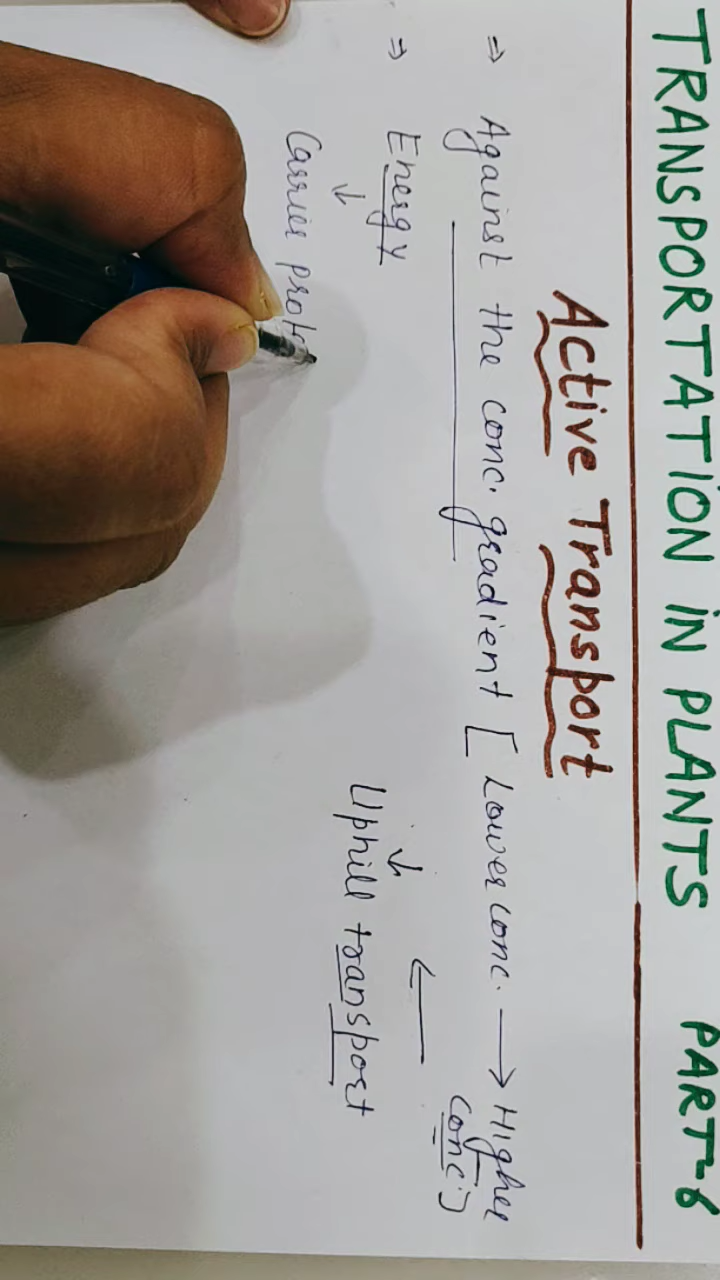 TRANSPORTATION IN PLANTS PART-6
Active Transport
⇒ Against the conc. gradient [Lower conc. → Higher
conc.]
⇒ Energy
↓
Uphill transport
↓
Carrier prot